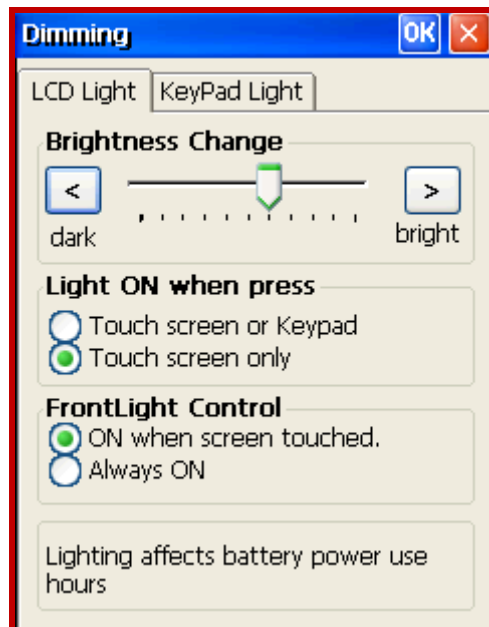 Dimming OK
LCD Light KeyPad Light
Brightness Change
< >
dark bright
Light ON when press
Touch screen or Keypad
Touch screen only
FrontLight Control
ON when screen touched.
Always ON
Lighting affects battery power use
hours